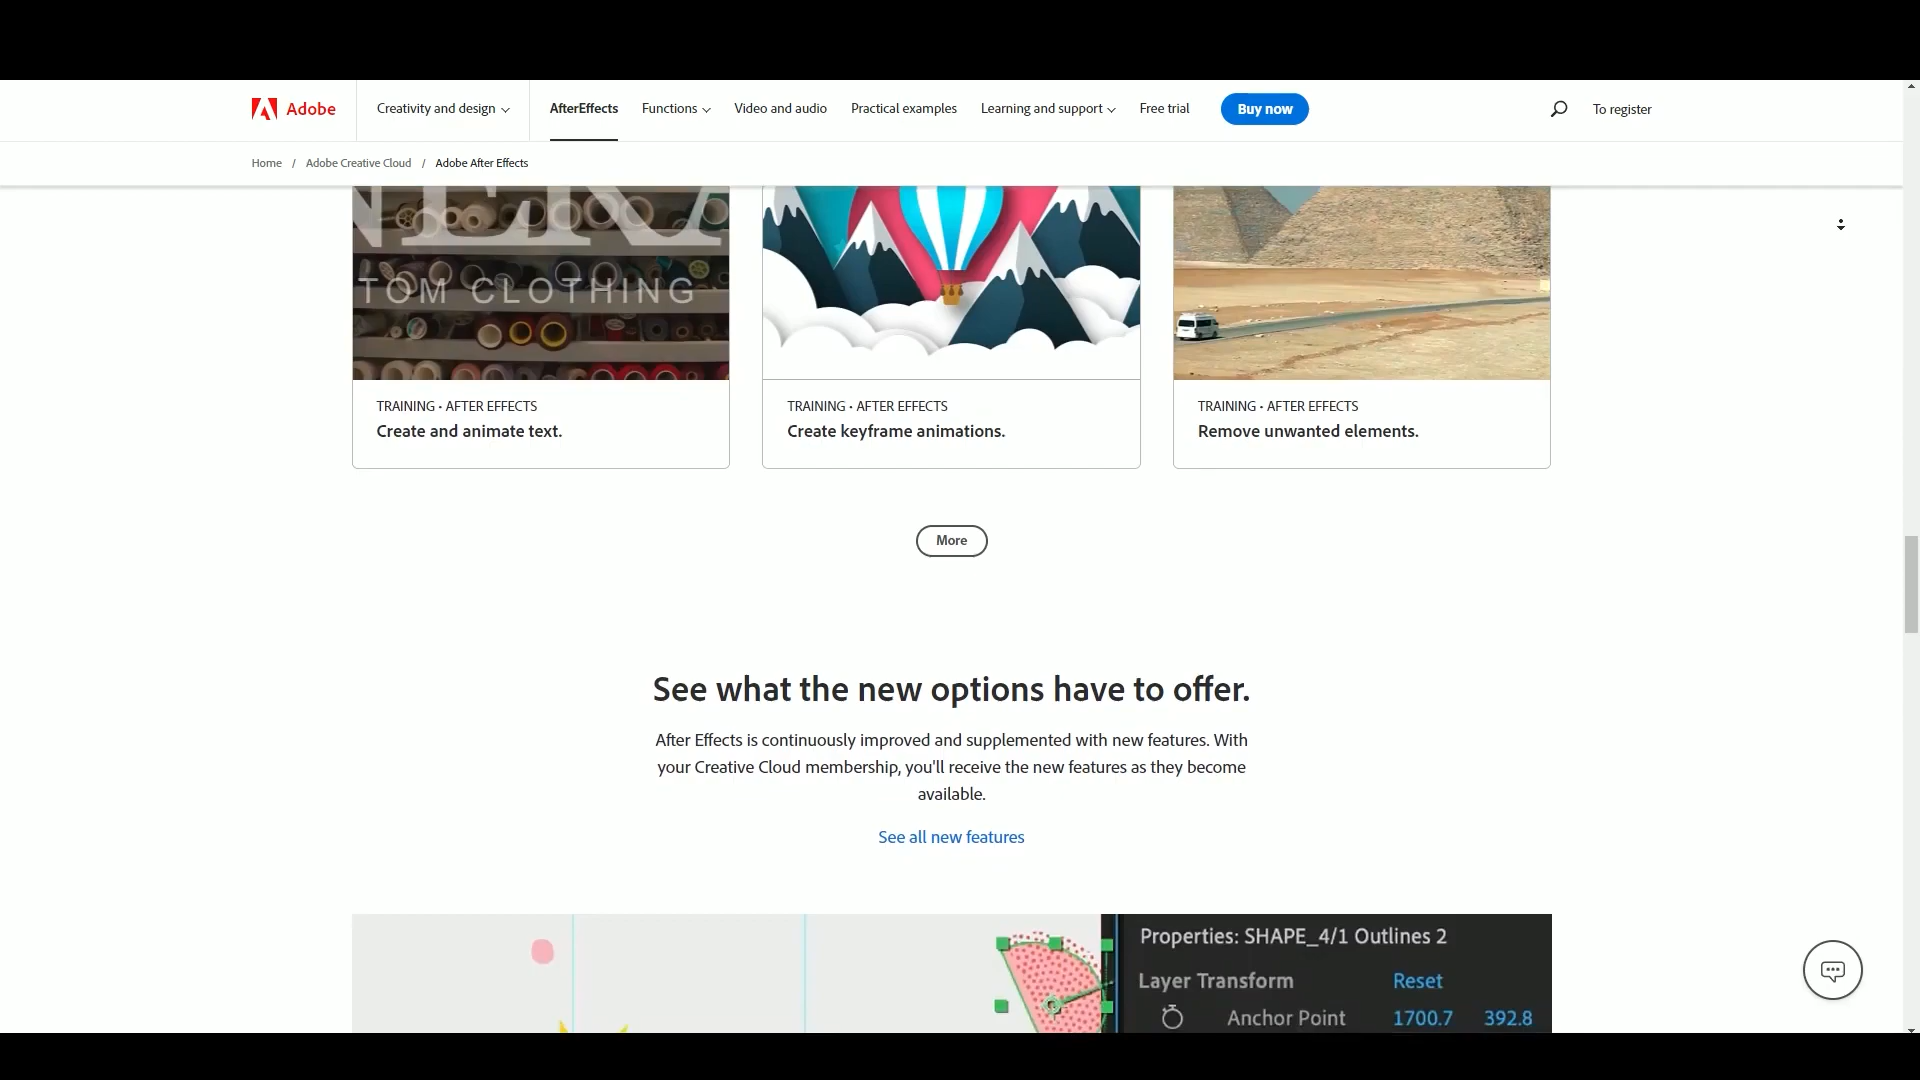 Adobe
Creativity and design
AfterEffects
Functions
Video and audio
Practical examples
Learning and support
Free trial
Buy now
To register
Home / Adobe Creative Cloud / Adobe After Effects
TOM CLOTHING
TRAINING • AFTER EFFECTS
Create and animate text.
TRAINING • AFTER EFFECTS
Create keyframe animations.
TRAINING • AFTER EFFECTS
Remove unwanted elements.
More
See what the new options have to offer.
After Effects is continuously improved and supplemented with new features. With
your Creative Cloud membership, you'll receive the new features as they become
available.
See all new features
Properties: SHAPE_4/1 Outlines 2
Layer Transform Reset
Anchor Point 1700.7 392.8